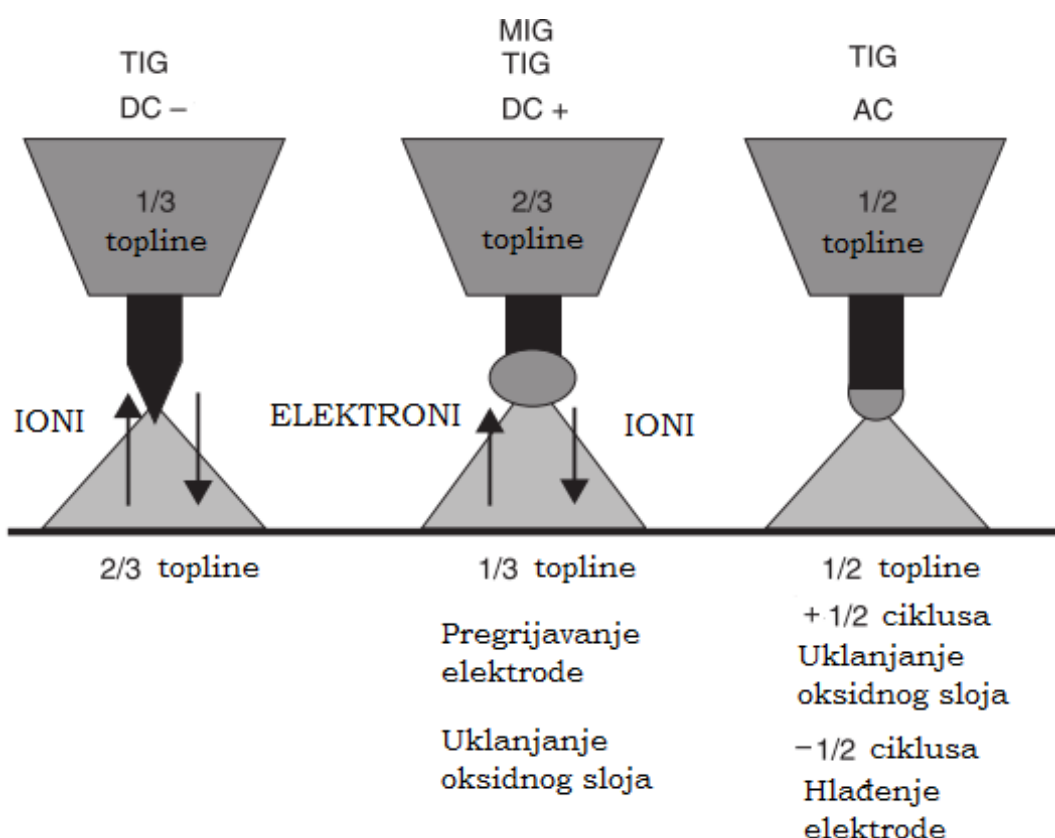 TIG
DC –
1/3
topline
IONI
2/3 topline
MIG
TIG
DC +
2/3
topline
ELEKTRONI
IONI
1/3 topline
Pregrijavanje
elektrode
Uklanjanje
oksidnog sloja
TIG
AC
1/2
topline
1/2 topline
+ 1/2 ciklusa
Uklanjanje
oksidnog sloja
– 1/2 ciklusa
Hlađenje
elektrode